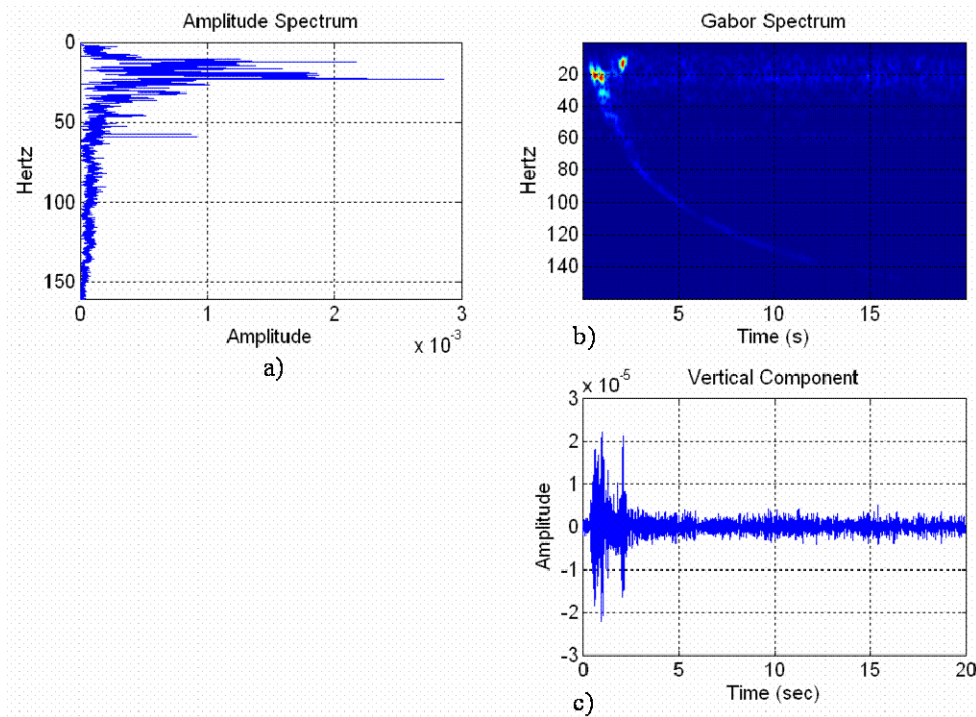 Amplitude Spectrum
0
50
100
150
Hertz
0
1
2
3
Amplitude
x 10-3
a)
Gabor Spectrum
20
40
60
80
100
120
140
Hertz
5
10
15
Time (s)
b)
x 10-5
Vertical Component
3
2
1
0
-1
-2
-3
Amplitude
0
5
10
15
20
Time (sec)
c)